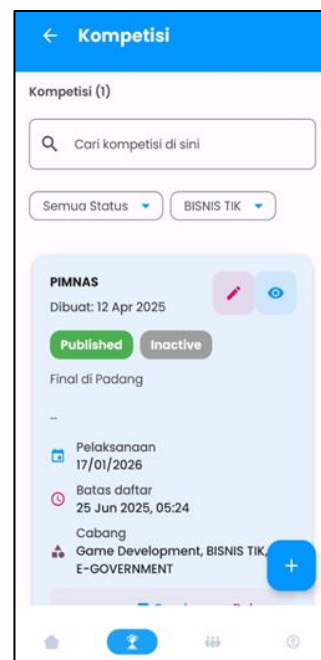 Kompetisi
Kompetisi (1)
Cari kompetisi di sini
Semua Status BISNIS TIK
PIMNAS
Dibuat: 12 Apr 2025
Published Inactive
Final di Padang
..
Pelaksanaan
17/01/2026
Batas daftar
25 Jun 2025, 05:24
Cabang
Game Development, BISNIS TIK,
E-GOVERNMENT
+